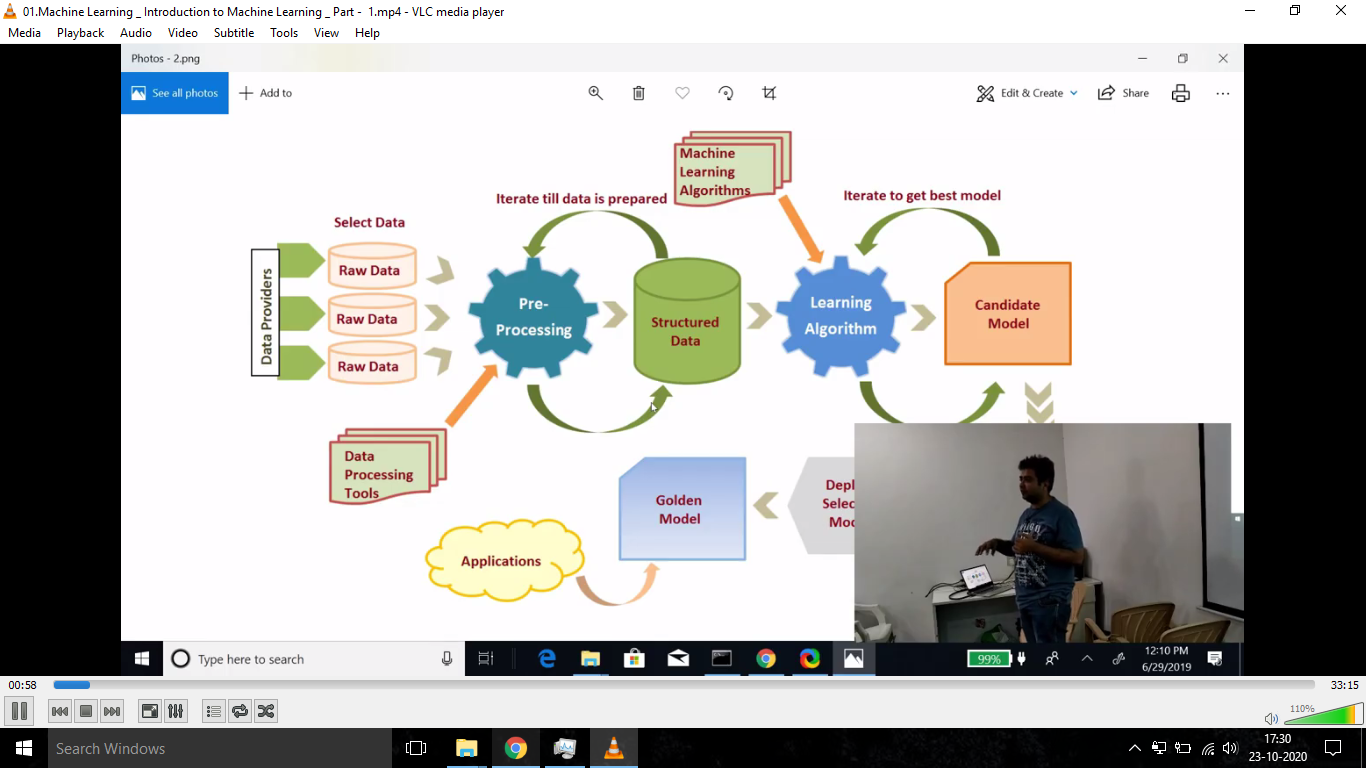 01.Machine Learning _ Introduction to Machine Learning _ Part - 1.mp4 - VLC media player
Media Playback Audio Video Subtitle Tools View Help
Photos - 2.png
See all photos
Add to
Edit & Create
Share
Machine
Learning
Algorithms
Iterate till data is prepared
Iterate to get best model
Select Data
Data Providers
Raw Data
Raw Data
Raw Data
Pre-
Processing
Structured
Data
Learning
Algorithm
Candidate
Model
Data
Processing
Tools
Golden
Model
Depl
Selec
Mo
Applications
Type here to search
99%
12:10 PM
6/29/2019
00:58
33:15
110%
Search Windows
17:30
23-10-2020